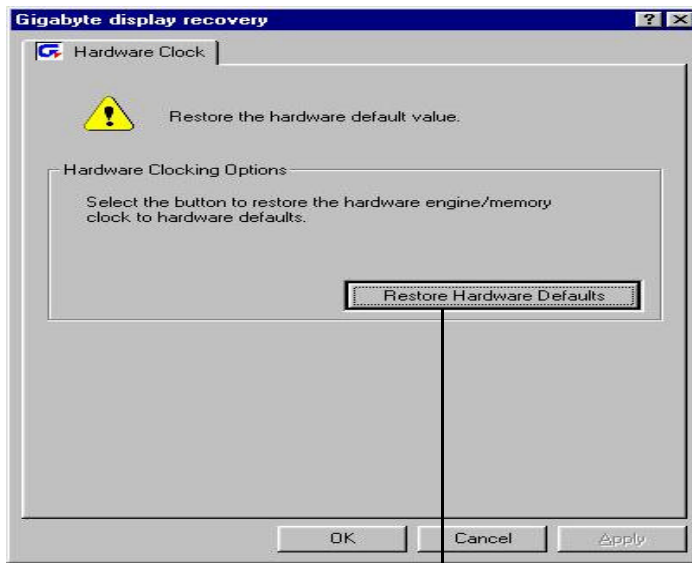 Gigabyte display recovery
Hardware Clock
Restore the hardware default value.
Hardware Clocking Options
Select the button to restore the hardware engine/memory
clock to hardware defaults.
Restore Hardware Defaults
OK
Cancel
Apply